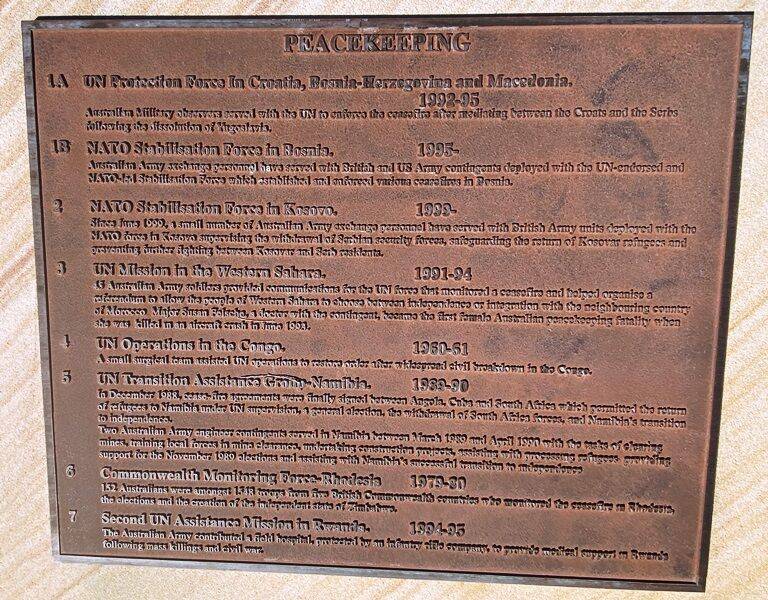 PEACEKEEPING
1A UN Protection Force In Croatia, Bosnia-Herzegovina and Macedonia.
1992-95
Australian Military observers served with the UN to enforce the ceasefire after mediating between the Croats and the Serbs
following the dissolution of Yugoslavia.
1B NATO Stabilisation Force in Bosnia. 1995-
Australian Army exchange personnel have served with British and US Army contingents deployed with the UN-endorsed and
NATO-led Stabilisation Force which established and enforced various ceasefires in Bosnia.
2 NATO Stabilisation Force in Kosovo. 1999-
Since June 1999, a small number of Australian Army exchange personnel have served with British Army units deployed with the
NATO force in Kosovo supervising the withdrawal of Serbian security forces, safeguarding the return of Kosovar refugees and
preventing further fighting between Kosovar and Serb residents.
3 UN Mission in the Western Sahara. 1991-94
45 Australian Army soldiers provided communications for the UN force that monitored a ceasefire and helped organise a
referendum to allow the people of Western Sahara to choose between independence or integration with the neighbouring country
of Morocco. Major Susan Felsche, a doctor with the contingent, became the first female Australian peacekeeping fatality when
she was killed in an aircraft crash in June 1993.
4 UN Operations in the Congo. 1960-61
A small surgical team assisted UN operations to restore order after widespread civil breakdown in the Congo.
5 UN Transition Assistance Group-Namibia. 1989-90
In December 1988, cease-fire agreements were finally signed between Angola, Cuba and South Africa which permitted the return
of refugees to Namibia under UN supervision, a general election, the withdrawal of South Africa forces, and Namibia's transition
to independence.
Two Australian Army engineer contingents served in Namibia between March 1989 and April 1990 with the tasks of clearing
mines, training local forces in mine clearance, undertaking construction projects, assisting with processing refugees, providing
support for the November 1989 elections and assisting with Namibia's successful transition to independence
6 Commonwealth Monitoring Force-Rhodesia 1979-80
152 Australians were amongst 1548 troops from five British Commonwealth countries who monitored the ceasefire in Rhodesia,
the elections and the creation of the independent state of Zimbabwe.
7 Second UN Assistance Mission in Rwanda. 1994-95
The Australian Army contributed a field hospital, protected by an infantry rifle company, to provide medical support in Rwanda
following mass killings and civil war.